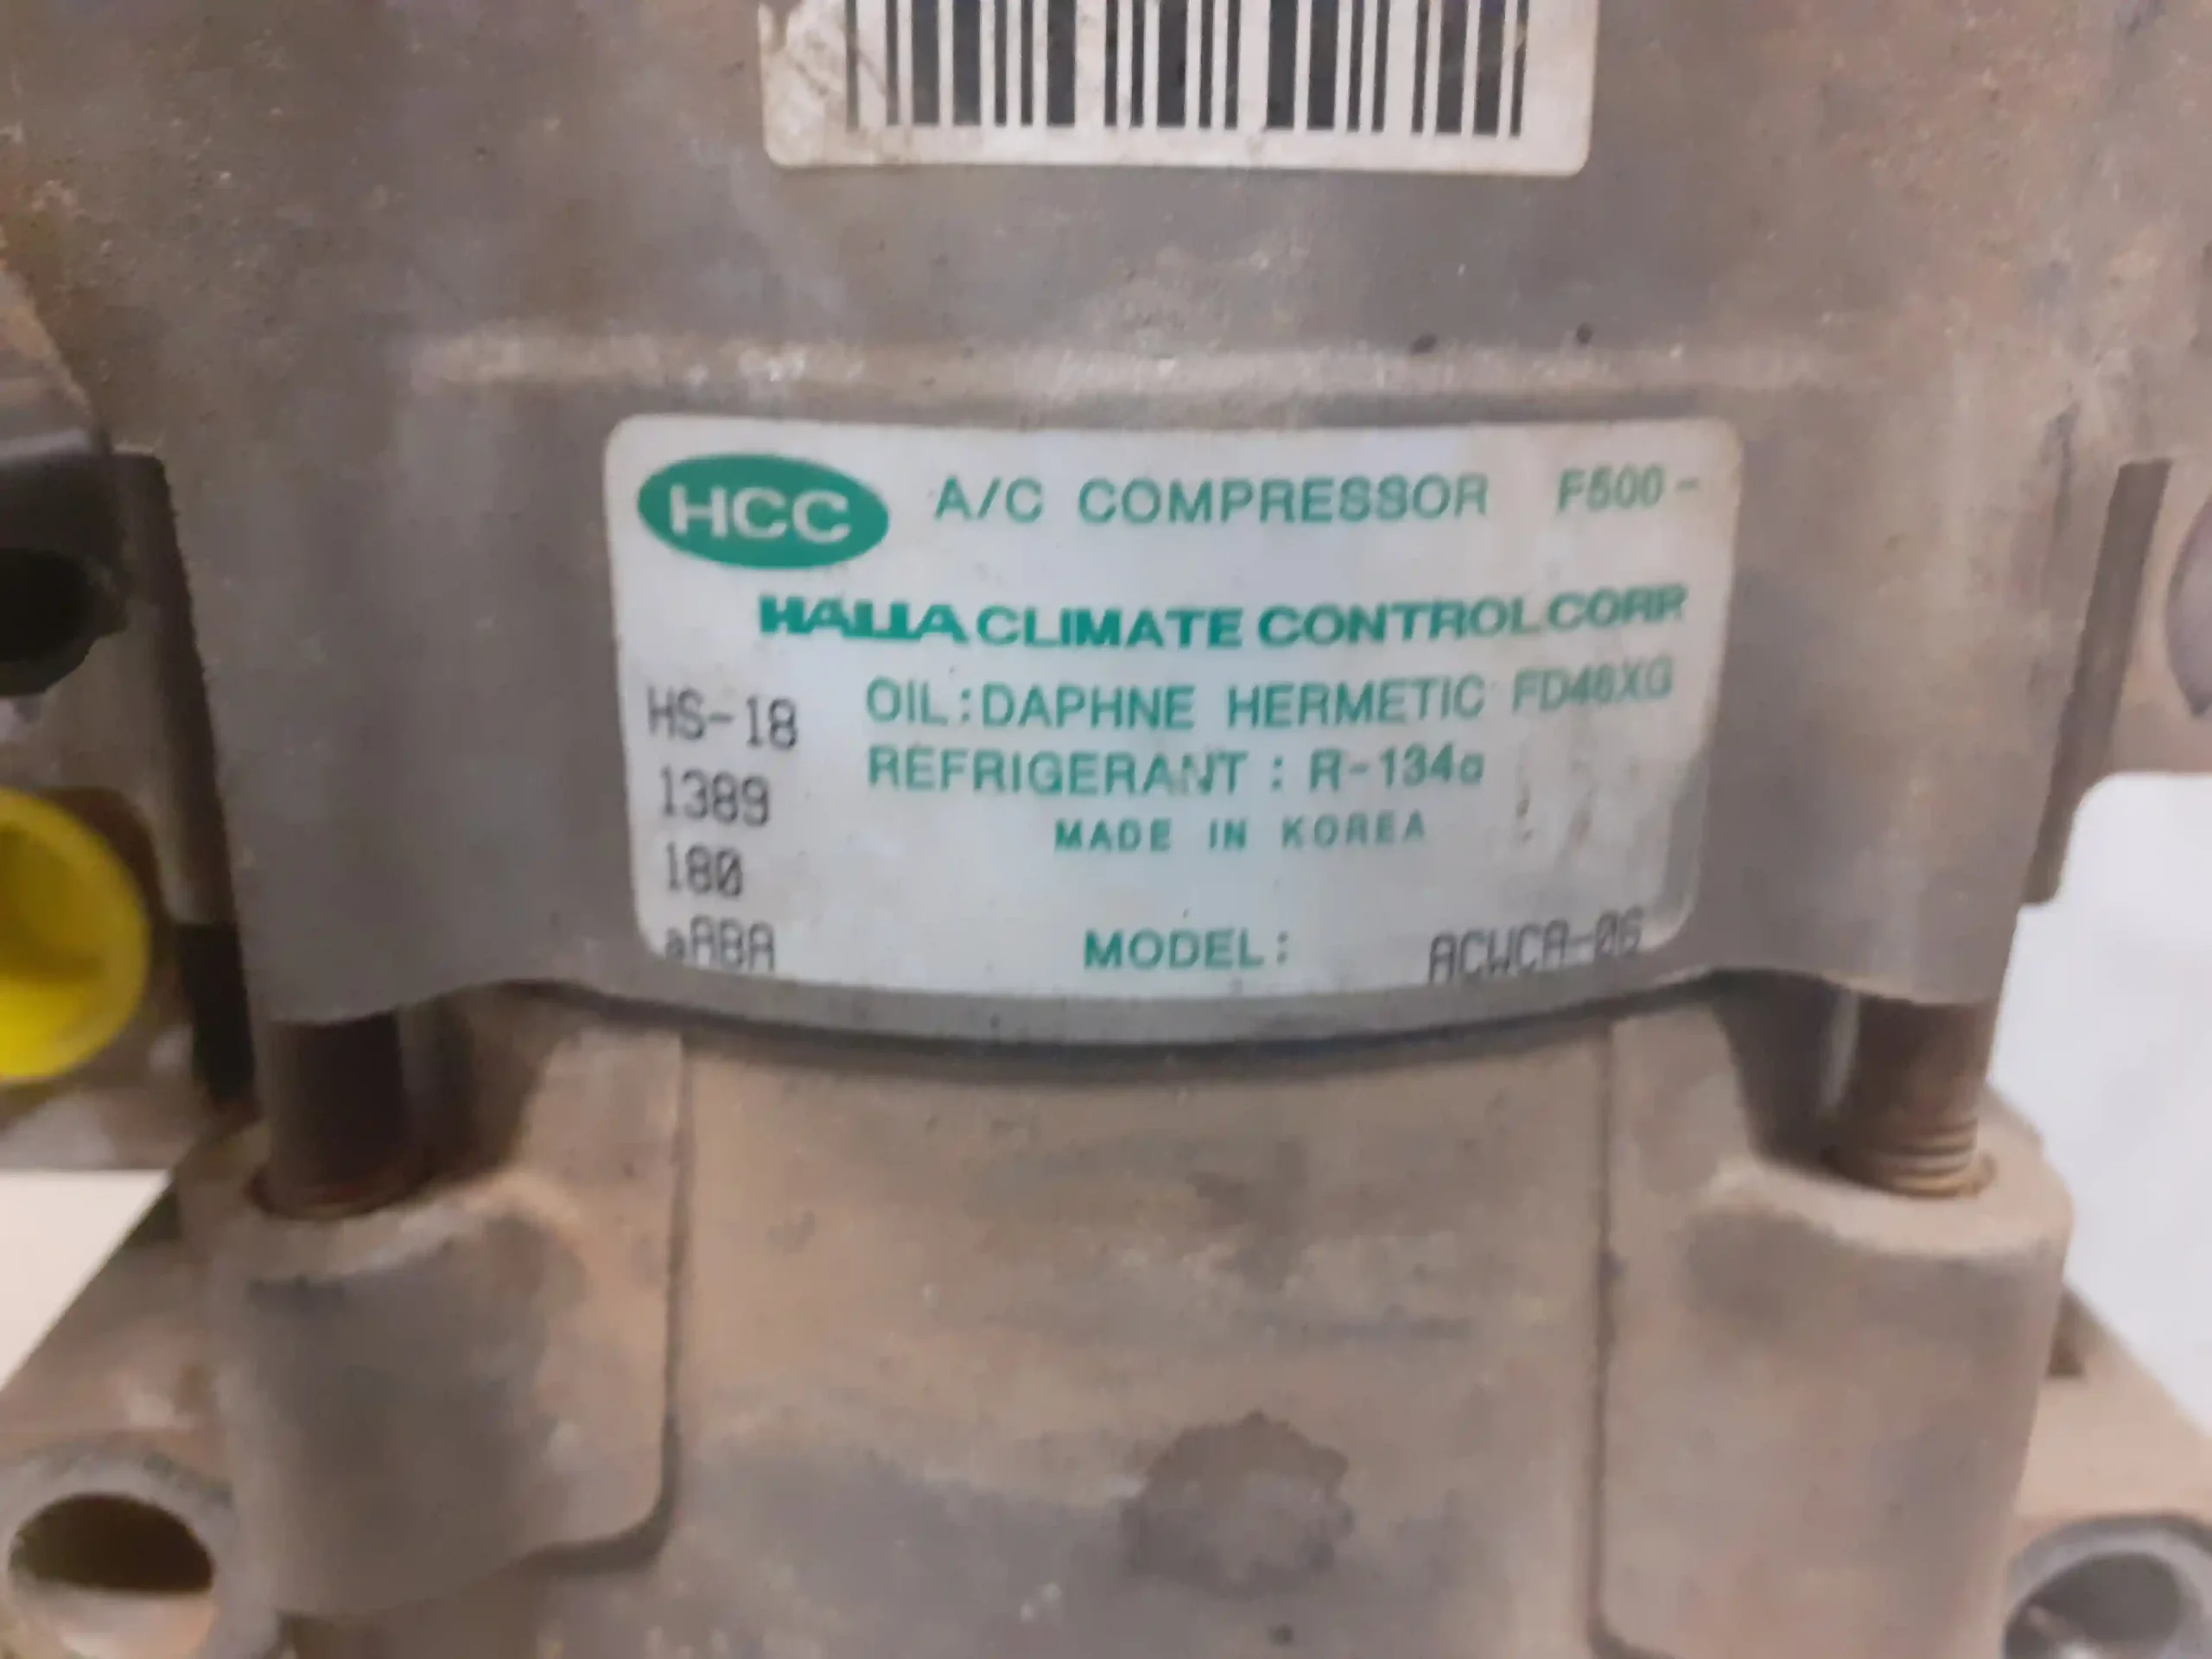 HCC A/C COMPRESSOR F500-
HALLA CLIMATE CONTROL CORP.
HS-18 OIL:DAPHNE HERMETIC FD46XG
1389 REFRIGERANT : R-134a
MADE IN KOREA
180
aABA MODEL: ACWCA-06